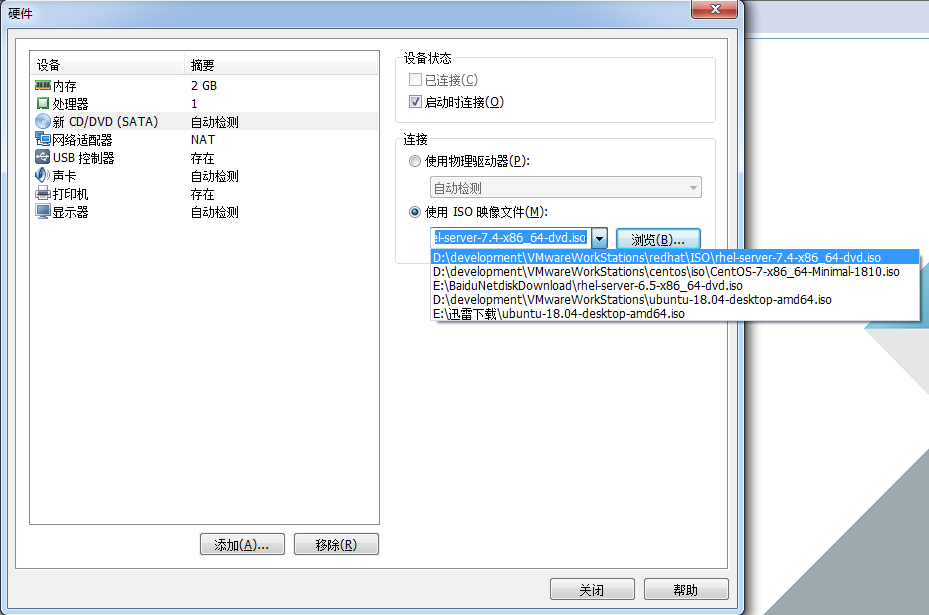 硬件
设备 摘要
内存 2 GB
处理器 1
新 CD/DVD (SATA) 自动检测
网络适配器 NAT
USB 控制器 存在
声卡 自动检测
打印机 存在
显示器 自动检测
添加(A)... 移除(R)
设备状态
已连接(C)
启动时连接(O)
连接
使用物理驱动器(P):
自动检测
使用 ISO 映像文件(M):
el-server-7.4-x86_64-dvd.iso 浏览(B)...
D:\development\VMwareWorkStations\redhat\ISO\rhel-server-7.4-x86_64-dvd.iso
D:\development\VMwareWorkStations\centos\iso\CentOS-7-x86_64-Minimal-1810.iso
E:\BaiduNetdiskDownload\rhel-server-6.5-x86_64-dvd.iso
D:\development\VMwareWorkStations\ubuntu-18.04-desktop-amd64.iso
E:\迅雷下载\ubuntu-18.04-desktop-amd64.iso
关闭 帮助